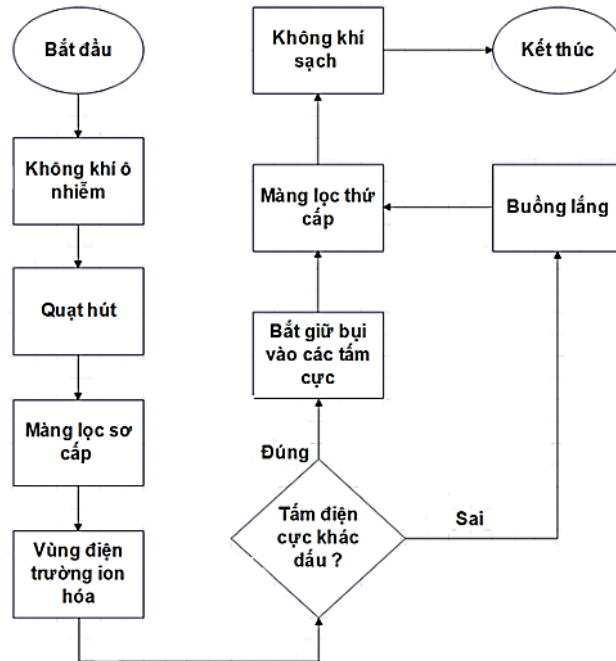 Bắt đầu
Không khí ô
nhiễm
Quạt hút
Màng lọc sơ
cấp
Vùng điện
trường ion
hóa
Tấm điện
cực khác
dấu ?
Đúng
Sai
Bắt giữ bụi
vào các tấm
cực
Buồng lắng
Màng lọc thứ
cấp
Không khí
sạch
Kết thúc